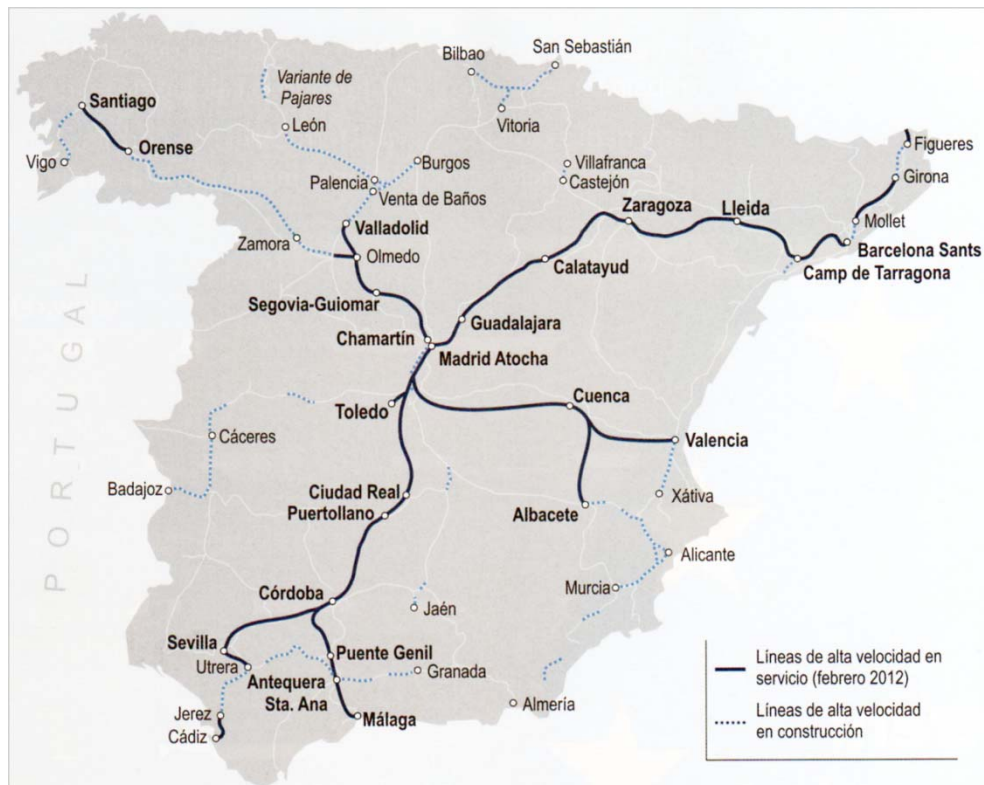 San Sebastián
Bilbao
Variante de
Pajares
Santiago
León
Vitoria
Orense
Figueres
Vigo
Burgos
Villafranca
Palencia
Castejón
Girona
Venta de Baños
Zaragoza
Lleida
Mollet
Valladolid
Zamora
Olmedo
Barcelona Sants
Calatayud
Camp de Tarragona
Segovia-Guiomar
Guadalajara
Chamartín
Madrid Atocha
PORTUGAL
Cuenca
Toledo
Cáceres
Valencia
Badajoz
Ciudad Real
Xátiva
Puertollano
Albacete
Alicante
Murcia
Córdoba
Jaén
Sevilla
Puente Genil
Utrera
Granada
Antequera
Sta. Ana
Almería
Jerez
Málaga
Cádiz
Líneas de alta velocidad en
servicio (febrero 2012)
Líneas de alta velocidad
en construcción